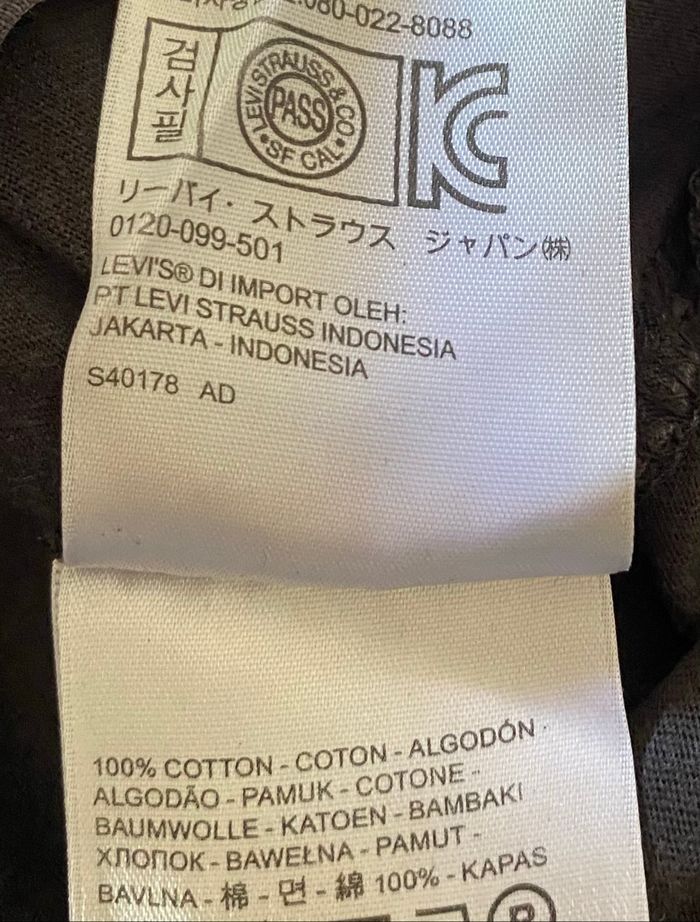 080-022-8088
검사필
LEVI STRAUSS & CO. • SF CAL •
PASS
リーバイ・ストラウス ジャパン㈱
0120-099-501
LEVI'S® DI IMPORT OLEH:
PT LEVI STRAUSS INDONESIA
JAKARTA - INDONESIA
S40178 AD
100% COTTON - COTON - ALGODÓN -
ALGODÃO - PAMUK - COTONE -
BAUMWOLLE - KATOEN - BAMBAKI
ХЛОПОК - BAWEŁNA - PAMUT -
BAVLNA - 棉 - 면 - 綿 100% - KAPAS